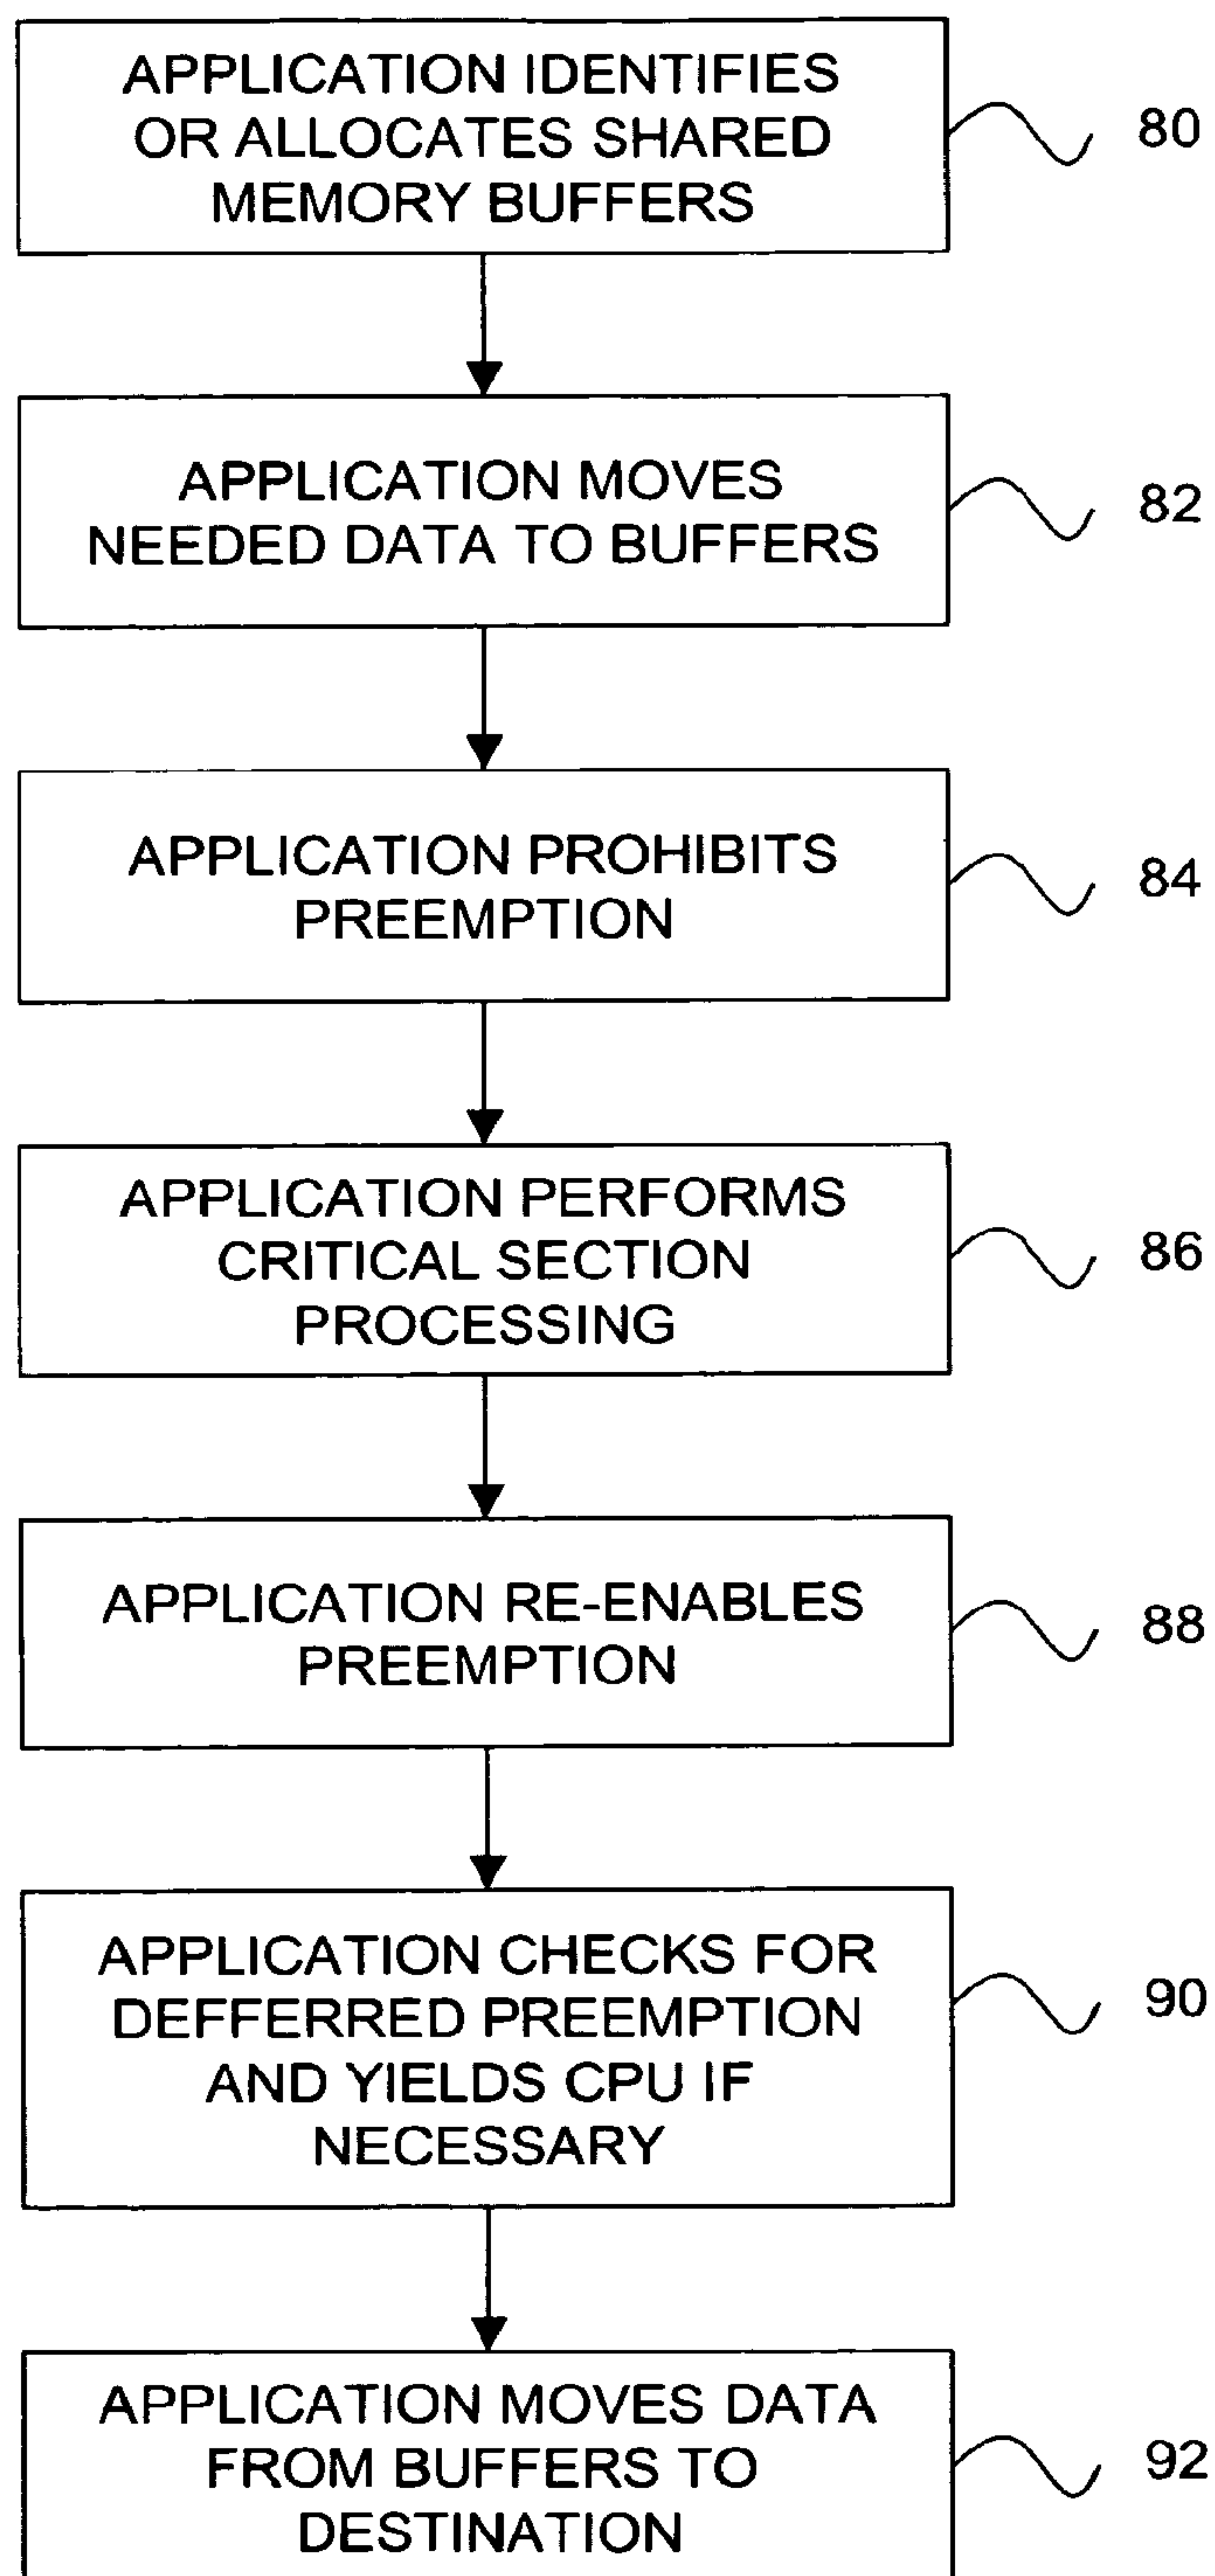 APPLICATION IDENTIFIES
OR ALLOCATES SHARED
MEMORY BUFFERS
80
APPLICATION MOVES
NEEDED DATA TO BUFFERS
82
APPLICATION PROHIBITS
PREEMPTION
84
APPLICATION PERFORMS
CRITICAL SECTION
PROCESSING
86
APPLICATION RE-ENABLES
PREEMPTION
88
APPLICATION CHECKS FOR
DEFFERRED PREEMPTION
AND YIELDS CPU IF
NECESSARY
90
APPLICATION MOVES DATA
FROM BUFFERS TO
DESTINATION
92